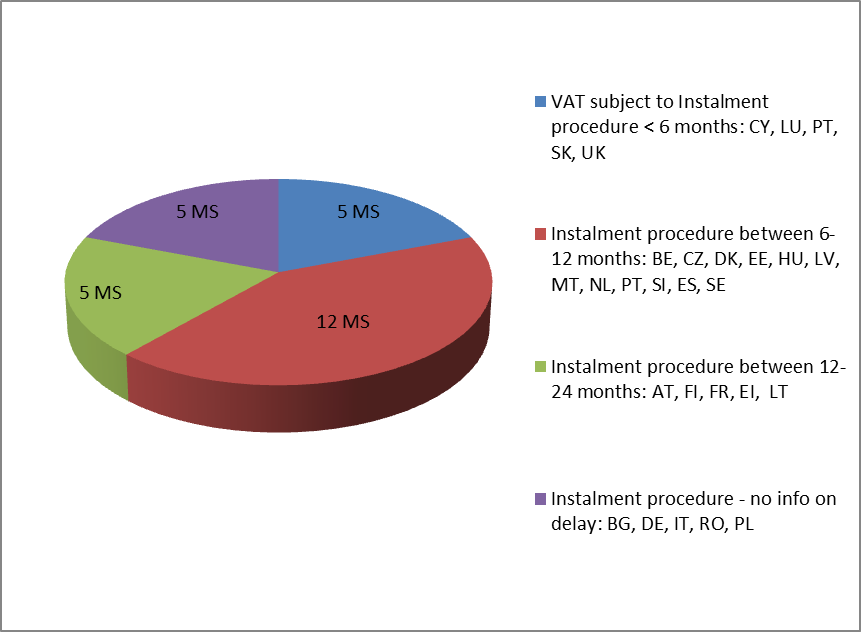 5 MS
5 MS
5 MS
12 MS
VAT subject to Instalment
procedure < 6 months: CY, LU, PT,
SK, UK
Instalment procedure between 6-
12 months: BE, CZ, DK, EE, HU, LV,
MT, NL, PT, SI, ES, SE
Instalment procedure between 12-
24 months: AT, FI, FR, EI,  LT
Instalment procedure - no info on
delay: BG, DE, IT, RO, PL